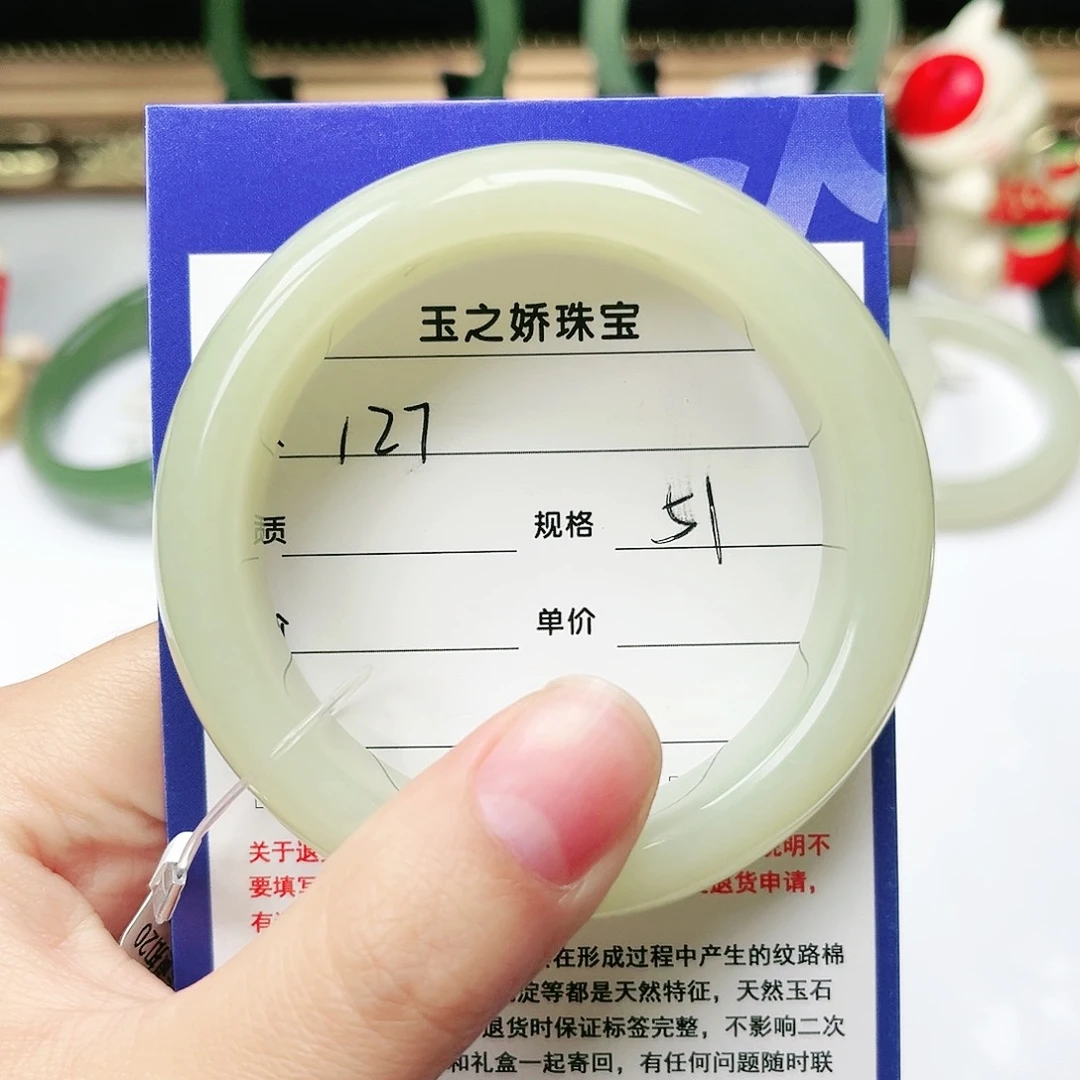 玉之娇珠宝
127
质 规格 51
单价
关于退 说明不
要填写 退货申请,
有
在形成过程中产生的纹路棉
淀等都是天然特征,天然玉石
退货时保证标签完整,不影响二次
和礼盒一起寄回,有任何问题随时联